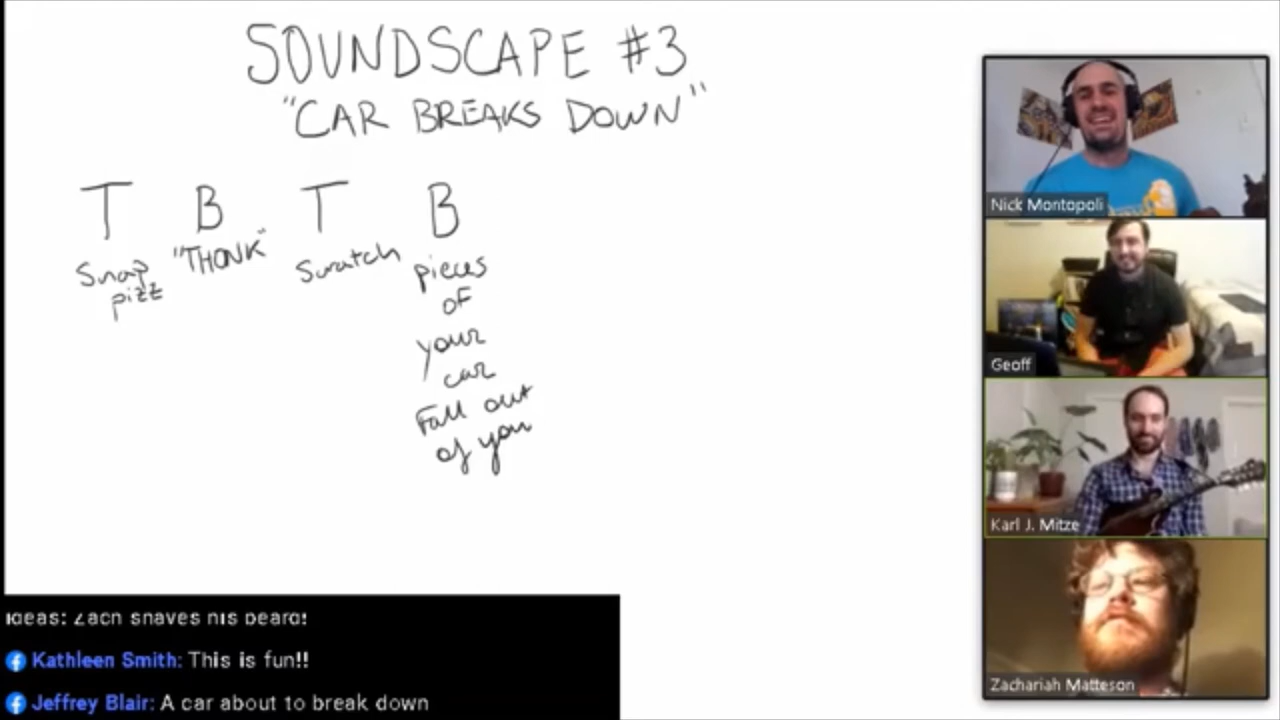 SOUNDSCAPE #3
"CAR BREAKS DOWN"
T B T B
Snap "THONK" Scratch pieces
pizz of
your
car
Fall out
of you
Nick Montopoli
Geoff
Karl J. Mitze
Zachariah Matteson
ideas: Zach shaves his beard!
Kathleen Smith: This is fun!!
Jeffrey Blair: A car about to break down